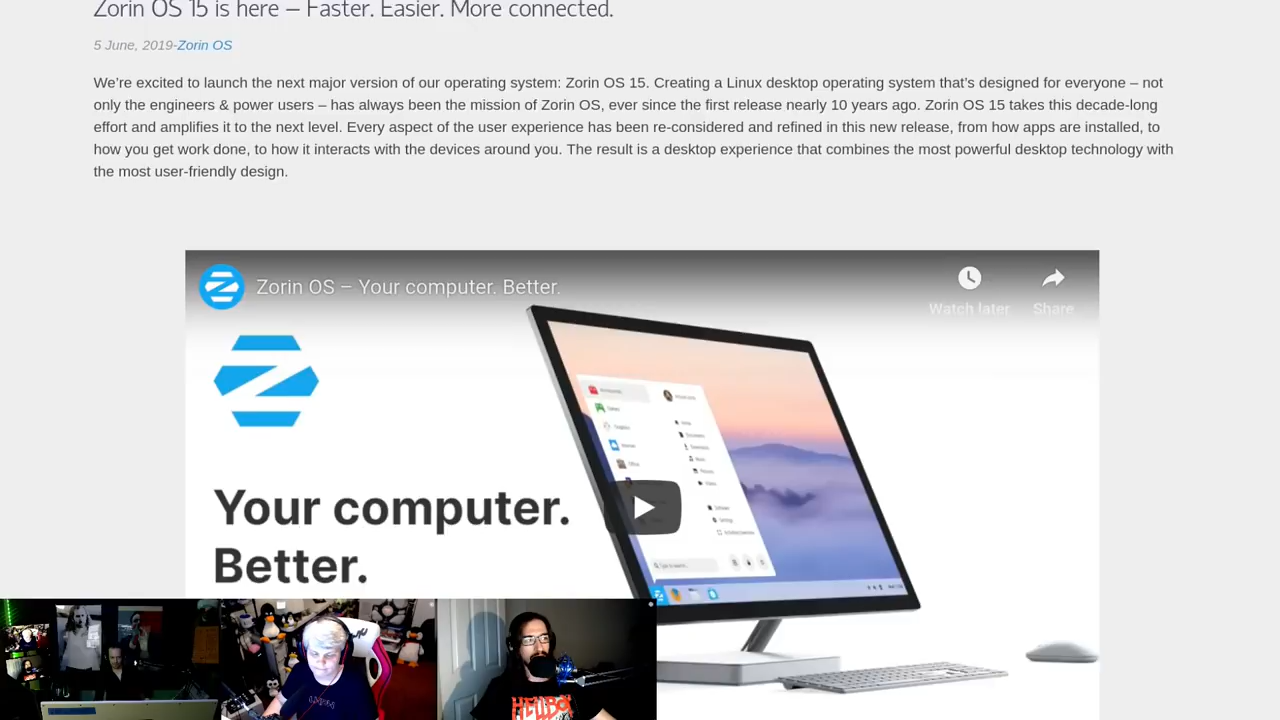 Zorin OS 15 is here – Faster. Easier. More connected.
5 June, 2019-Zorin OS
We’re excited to launch the next major version of our operating system: Zorin OS 15. Creating a Linux desktop operating system that’s designed for everyone – not
only the engineers & power users – has always been the mission of Zorin OS, ever since the first release nearly 10 years ago. Zorin OS 15 takes this decade-long
effort and amplifies it to the next level. Every aspect of the user experience has been re-considered and refined in this new release, from how apps are installed, to
how you get work done, to how it interacts with the devices around you. The result is a desktop experience that combines the most powerful desktop technology with
the most user-friendly design.
Zorin OS – Your computer. Better.
Watch later
Share
Your computer.
Better.
HELLBOY